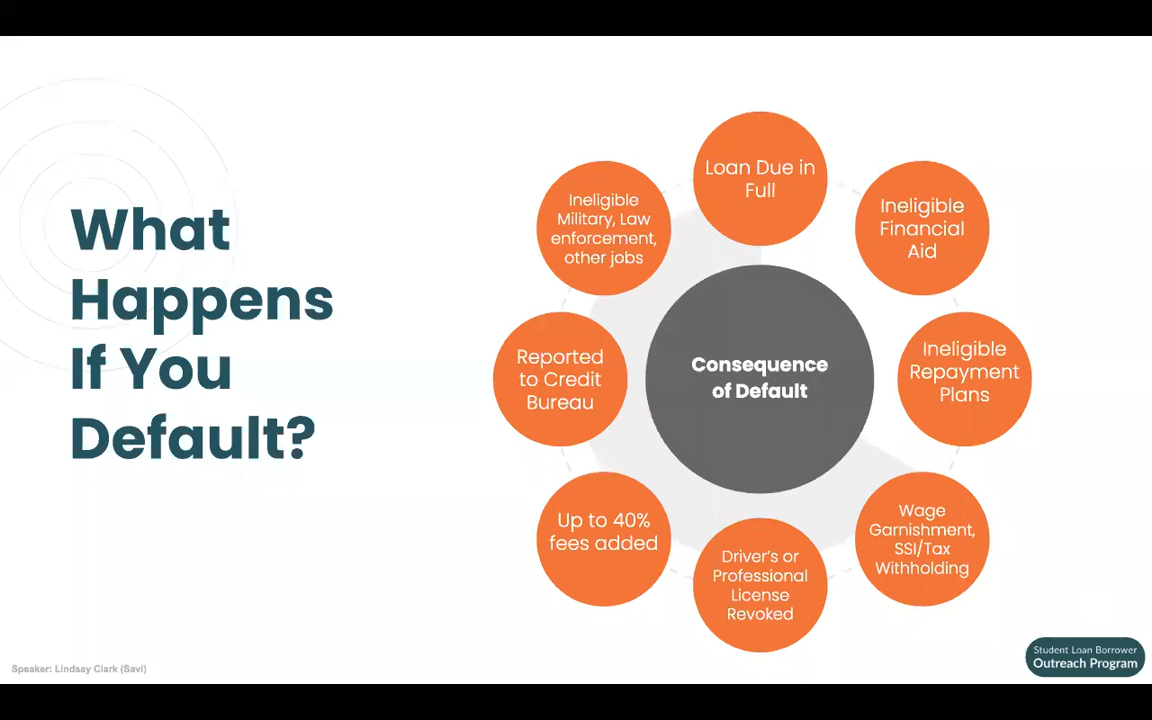 What
Happens
If You
Default?
Loan Due in
Full
Ineligible
Financial
Aid
Ineligible
Repayment
Plans
Wage
Garnishment,
SSI/Tax
Withholding
Driver's or
Professional
License
Revoked
Up to 40%
fees added
Reported
to Credit
Bureau
Ineligible
Military, Law
enforcement,
other jobs
Consequence
of Default
Speaker: Lindsay Clark (Savi)
Student Loan Borrower
Outreach Program